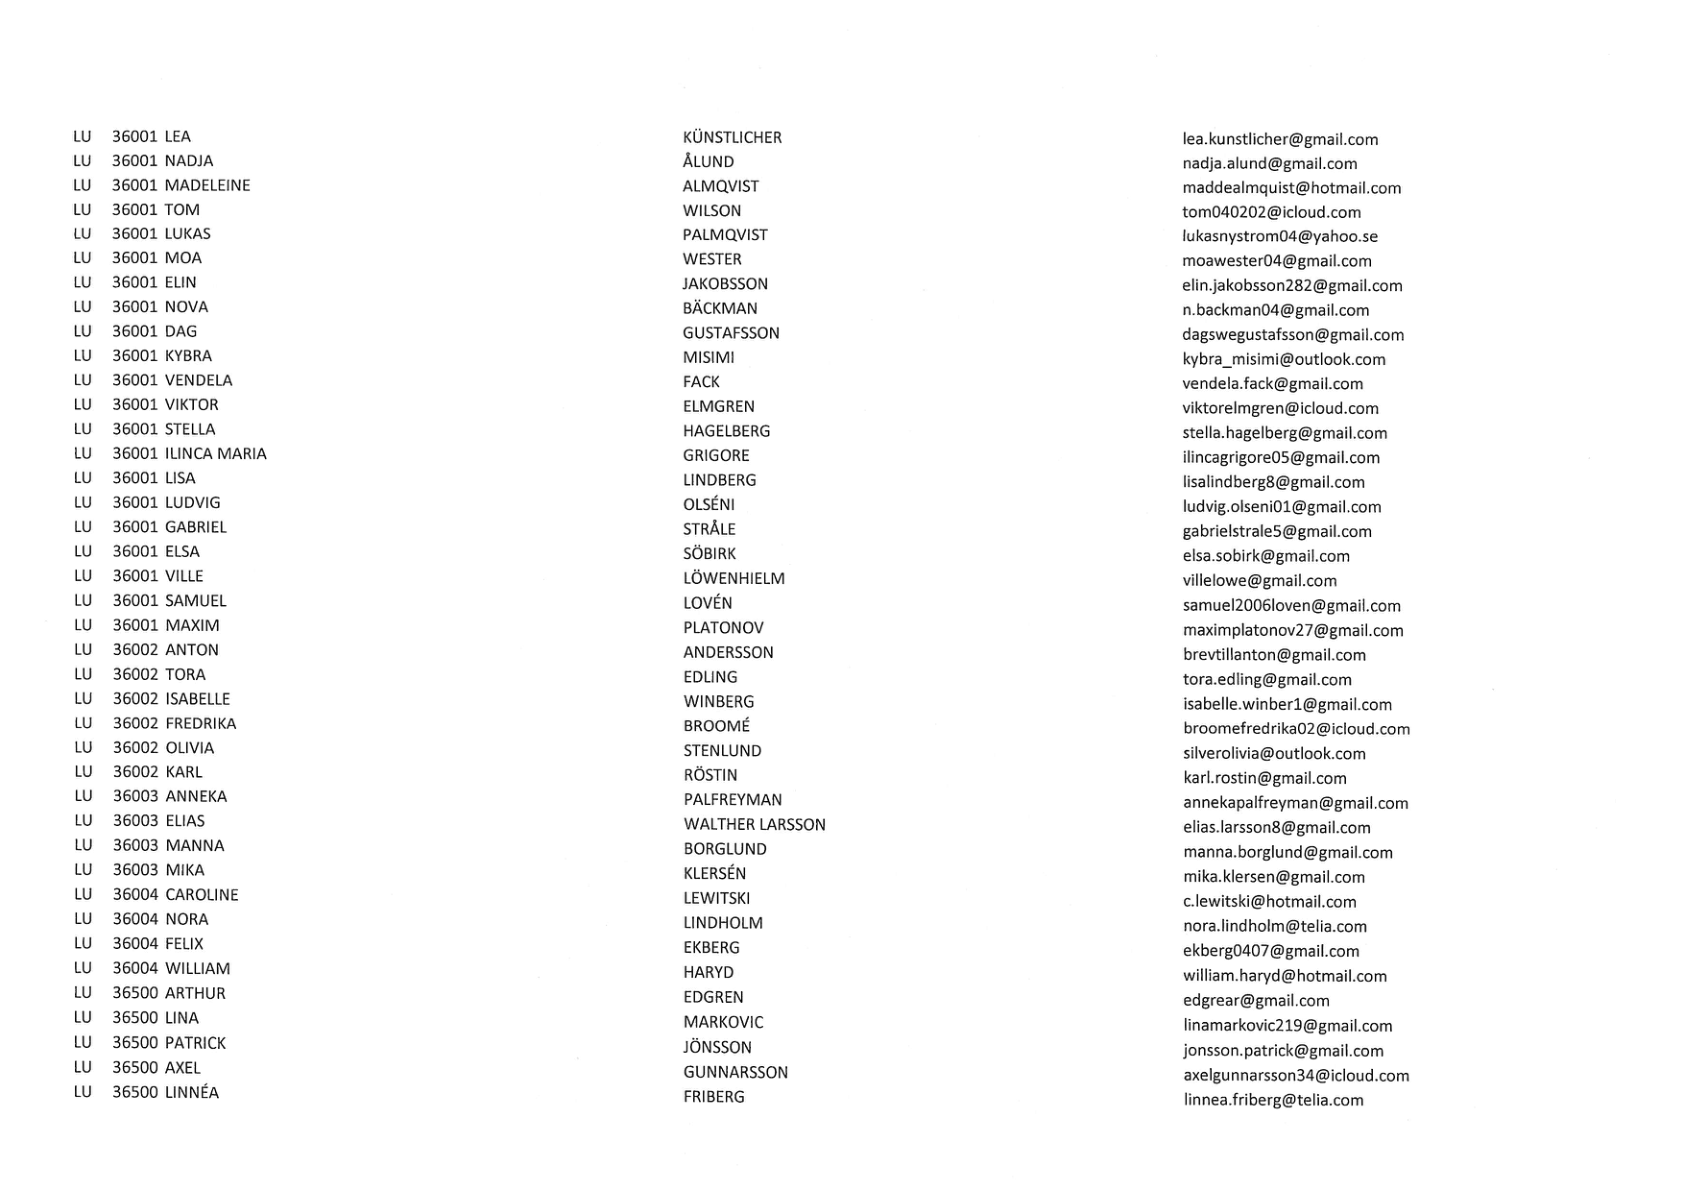 LU 36001 LEA KÜNSTLICHER lea.kunstlicher@gmail.com
LU 36001 NADJA ÅLUND nadja.alund@gmail.com
LU 36001 MADELEINE ALMQVIST maddealmquist@hotmail.com
LU 36001 TOM WILSON tom040202@icloud.com
LU 36001 LUKAS PALMQVIST lukasnystrom04@yahoo.se
LU 36001 MOA WESTER moawester04@gmail.com
LU 36001 ELIN JAKOBSSON elin.jakobsson282@gmail.com
LU 36001 NOVA BÄCKMAN n.backman04@gmail.com
LU 36001 DAG GUSTAFSSON dagswegustafsson@gmail.com
LU 36001 KYBRA MISIMI kybra_misimi@outlook.com
LU 36001 VENDELA FACK vendela.fack@gmail.com
LU 36001 VIKTOR ELMGREN viktorelmgren@icloud.com
LU 36001 STELLA HAGELBERG stella.hagelberg@gmail.com
LU 36001 ILINCA MARIA GRIGORE ilincagrigore05@gmail.com
LU 36001 LISA LINDBERG lisalindberg8@gmail.com
LU 36001 LUDVIG OLSÉNI ludvig.olseni01@gmail.com
LU 36001 GABRIEL STRÅLE gabrielstrale5@gmail.com
LU 36001 ELSA SÖBIRK elsa.sobirk@gmail.com
LU 36001 VILLE LÖWENHIELM villelowe@gmail.com
LU 36001 SAMUEL LOVÉN samuel2006loven@gmail.com
LU 36001 MAXIM PLATONOV maximplatonov27@gmail.com
LU 36002 ANTON ANDERSSON brevtillanton@gmail.com
LU 36002 TORA EDLING tora.edling@gmail.com
LU 36002 ISABELLE WINBERG isabelle.winber1@gmail.com
LU 36002 FREDRIKA BROOMÉ broomefredrika02@icloud.com
LU 36002 OLIVIA STENLUND silverolivia@outlook.com
LU 36002 KARL RÖSTIN karl.rostin@gmail.com
LU 36003 ANNEKA PALFREYMAN annekapalfreyman@gmail.com
LU 36003 ELIAS WALTHER LARSSON elias.larsson8@gmail.com
LU 36003 MANNA BORGLUND manna.borglund@gmail.com
LU 36003 MIKA KLERSÉN mika.klersen@gmail.com
LU 36004 CAROLINE LEWITSKI c.lewitski@hotmail.com
LU 36004 NORA LINDHOLM nora.lindholm@telia.com
LU 36004 FELIX EKBERG ekberg0407@gmail.com
LU 36004 WILLIAM HARYD william.haryd@hotmail.com
LU 36500 ARTHUR EDGREN edgrear@gmail.com
LU 36500 LINA MARKOVIC linamarkovic219@gmail.com
LU 36500 PATRICK JÖNSSON jonsson.patrick@gmail.com
LU 36500 AXEL GUNNARSSON axelgunnarsson34@icloud.com
LU 36500 LINNÉA FRIBERG linnea.friberg@telia.com